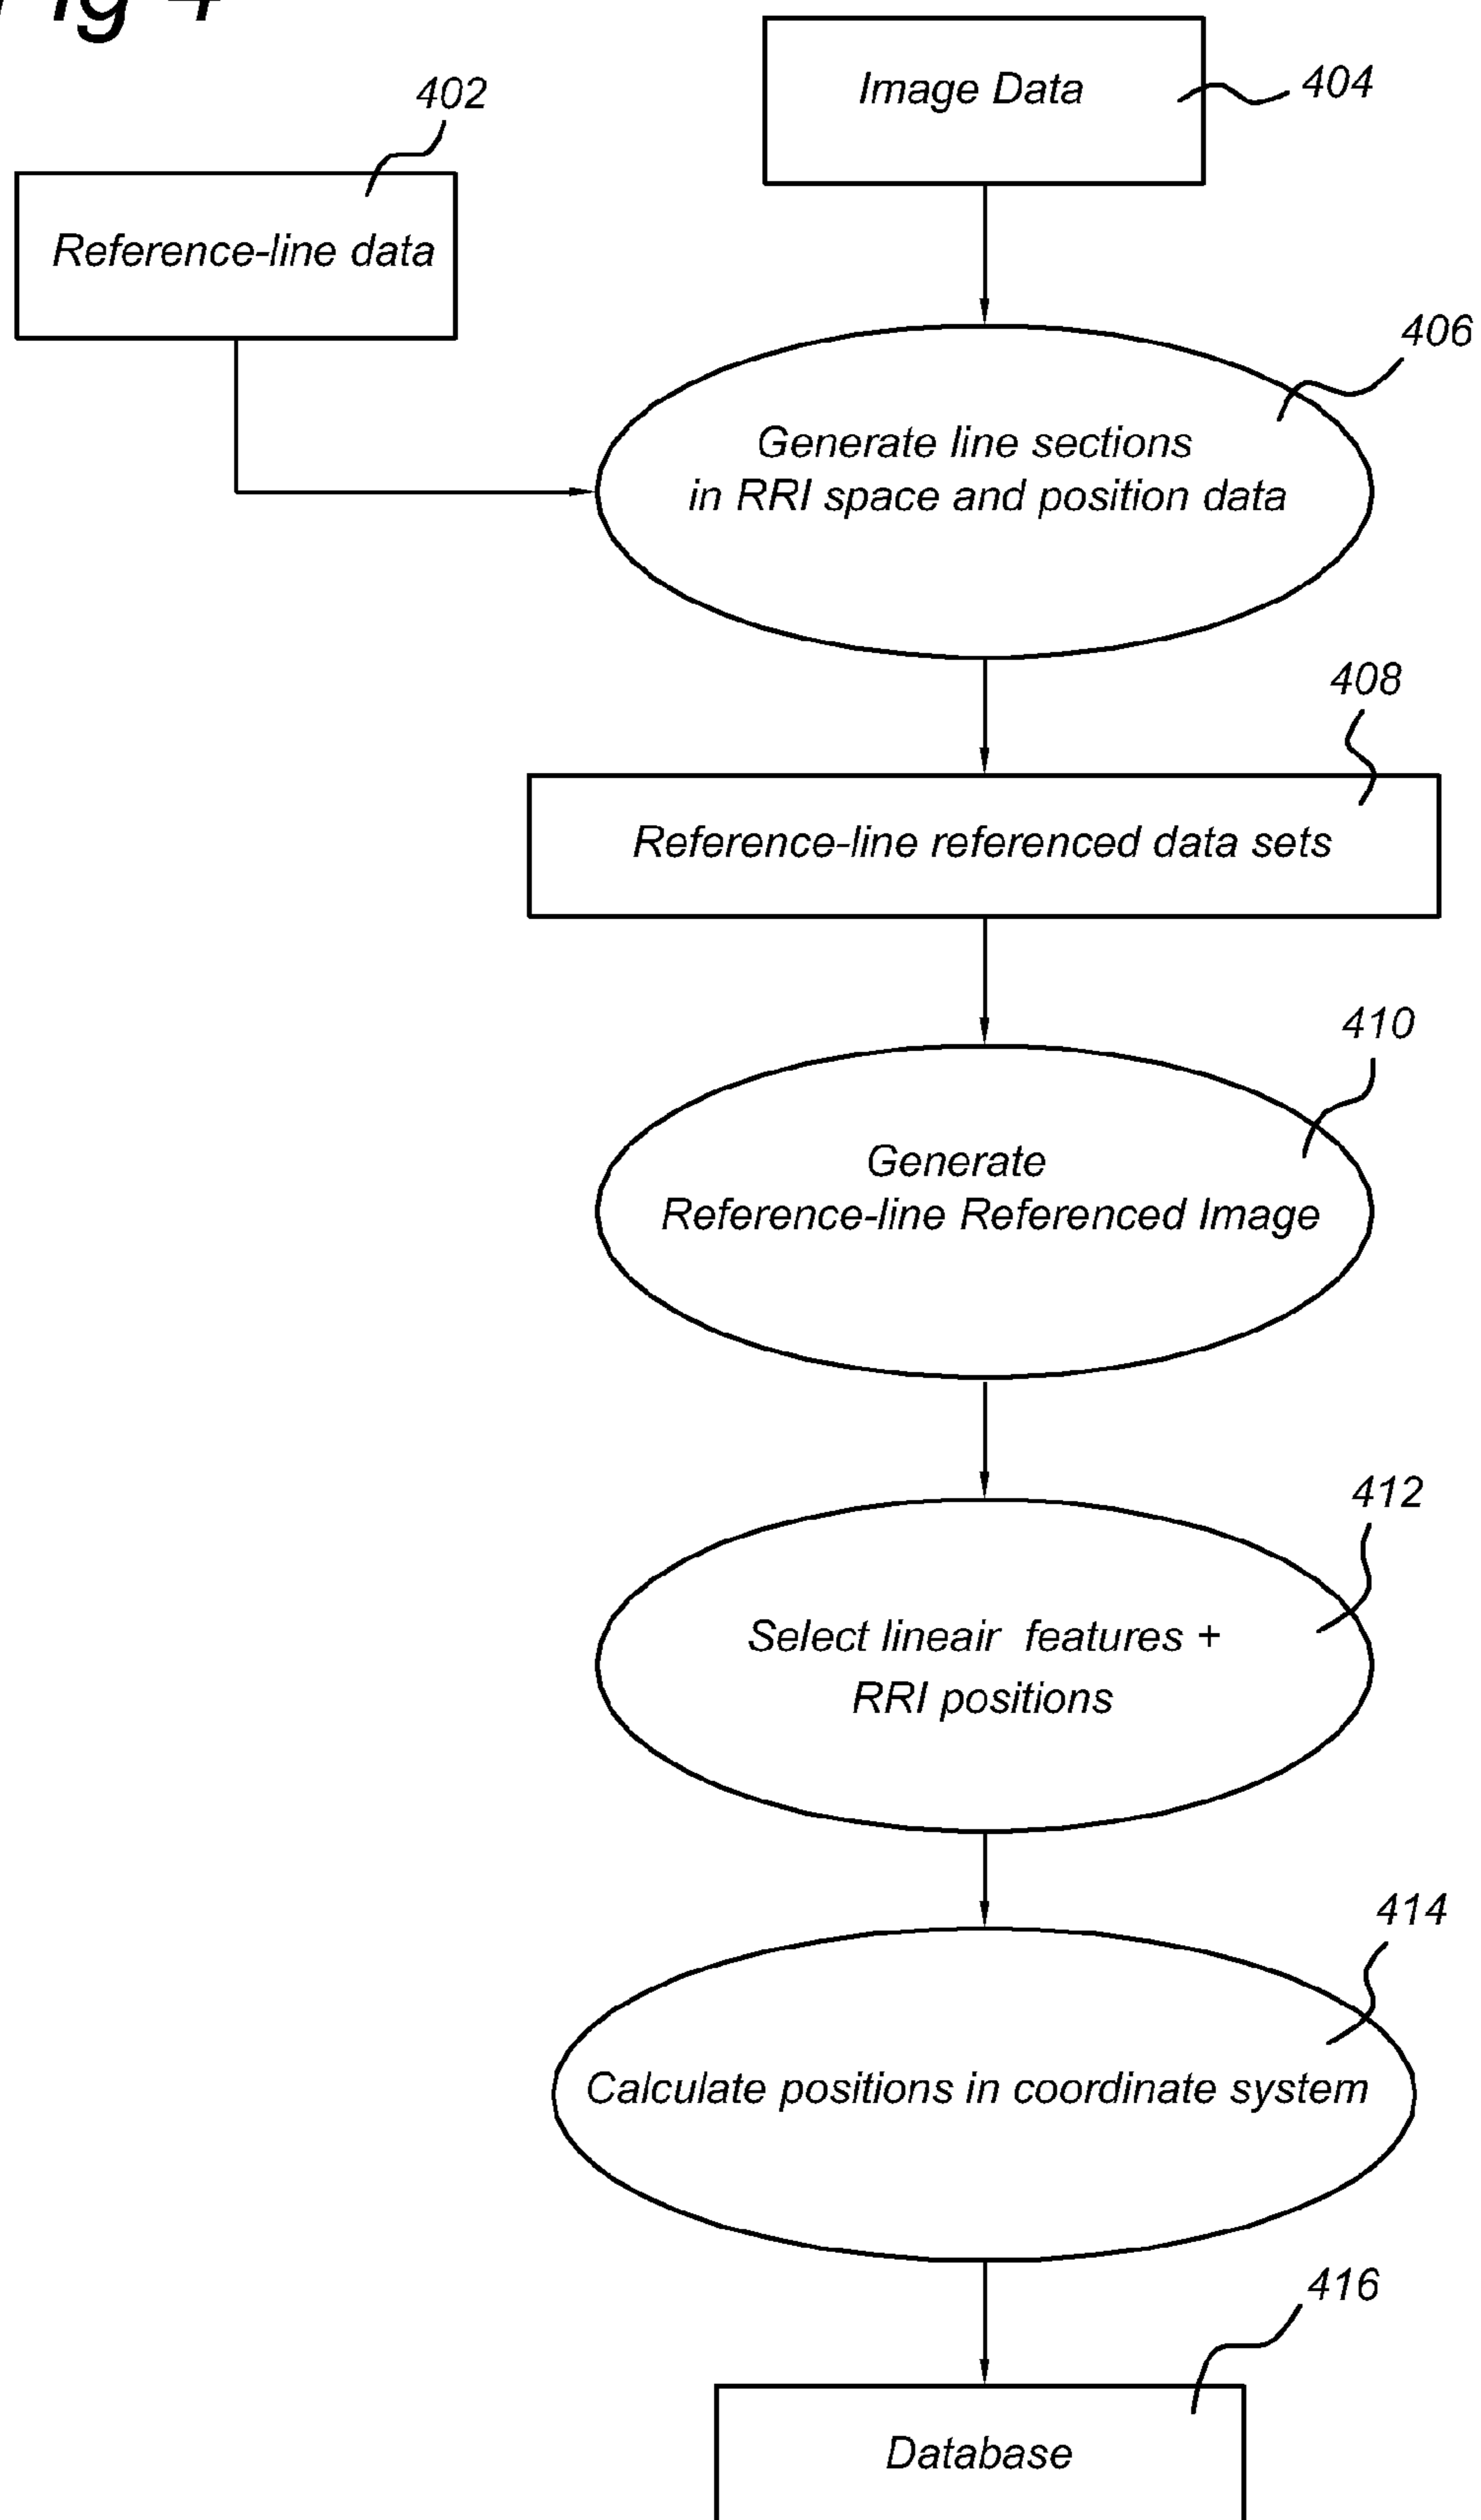 Fig 4
402
Image Data
404
Reference-line data
406
Generate line sections
in RRI space and position data
408
Reference-line referenced data sets
410
Generate
Reference-line Referenced Image
412
Select lineair features +
RRI positions
414
Calculate positions in coordinate system
416
Database